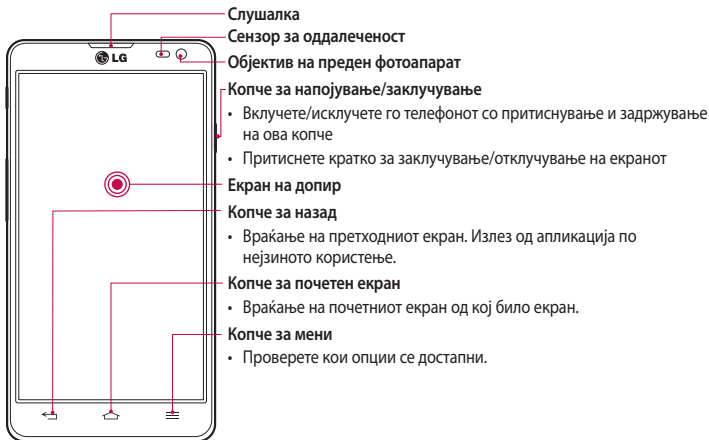 Слушалка
Сензор за оддалеченост
LG
Објектив на преден фотоапарат
Копче за напојување/заклучување
• Вклучете/исклучете го телефонот со притиснување и задржување
на ова копче
• Притиснете кратко за заклучување/отклучување на екранот
Екран на допир
Копче за назад
• Враќање на претходниот екран. Излез од апликација по
нејзиното користење.
Копче за почетен екран
• Враќање на почетниот екран од кој било екран.
Копче за мени
• Проверете кои опции се достапни.